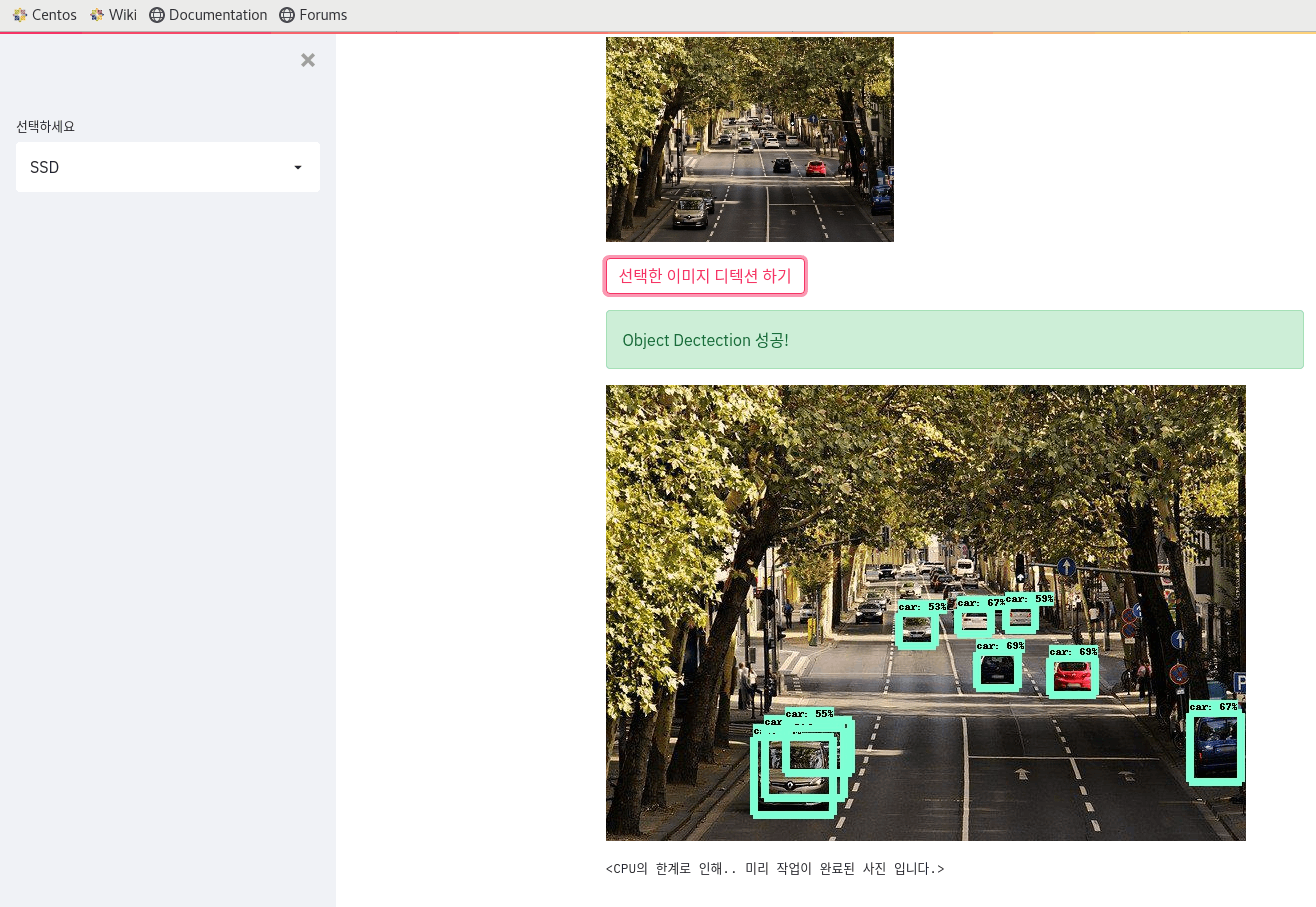 Centos Wiki Documentation Forums
선택하세요
SSD
선택한 이미지 디텍션 하기
Object Dectection 성공!
car: 53%
car: 67%
car: 59%
car: 69%
car: 69%
car: 67%
car: 55%
car
P
<CPU의 한계로 인해.. 미리 작업이 완료된 사진 입니다.>